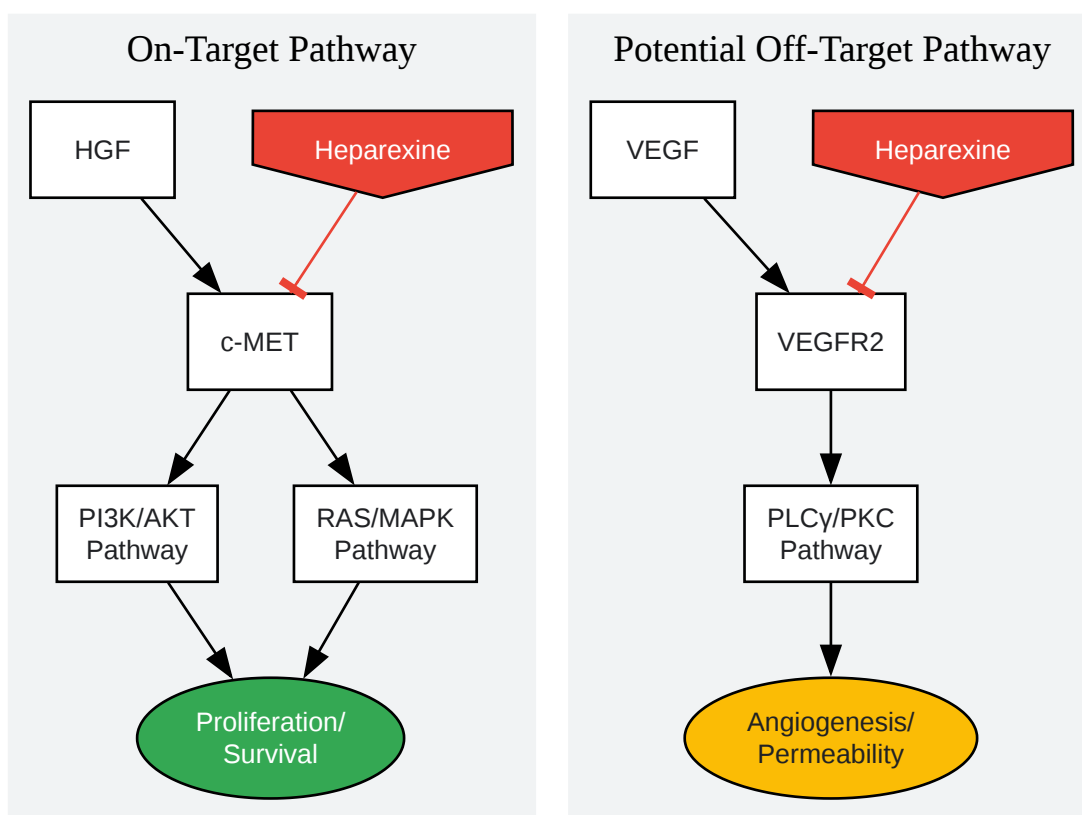 On-Target Pathway
HGF
Heparexine
c-MET
PI3K/AKT
Pathway
RAS/MAPK
Pathway
Proliferation/
Survival
Potential Off-Target Pathway
VEGF
Heparexine
VEGFR2
PLCγ/PKC
Pathway
Angiogenesis/
Permeability